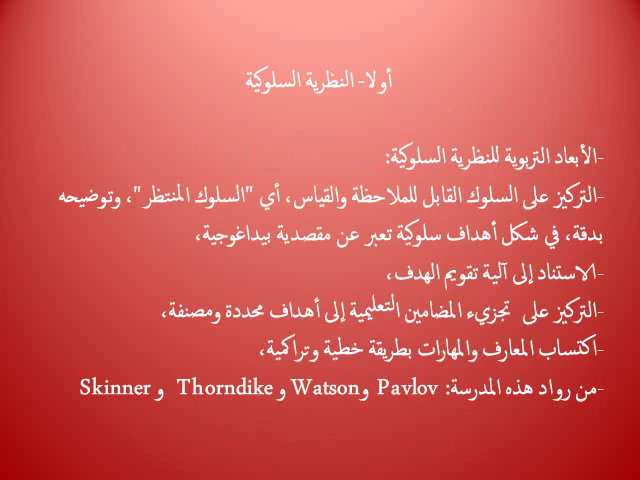 أولا- النظرية السلوكية
-الأبعاد التربوية للنظرية السلوكية:
-التركيز على السلوك القابل للملاحظة والقياس، أي "السلوك المنتظر"، وتوضيحه
بدقة، في شكل أهداف سلوكية تعبر عن مقصدية بيداغوجية،
-الاستناد إلى آلية تقويم الهدف،
-التركيز على تجزيء المضامين التعليمية إلى أهداف محددة ومصنفة،
-اكتساب المعارف والمهارات بطريقة خطية وتراكمية،
-من رواد هذه المدرسة: Pavlov وWatson و Thorndike و Skinner